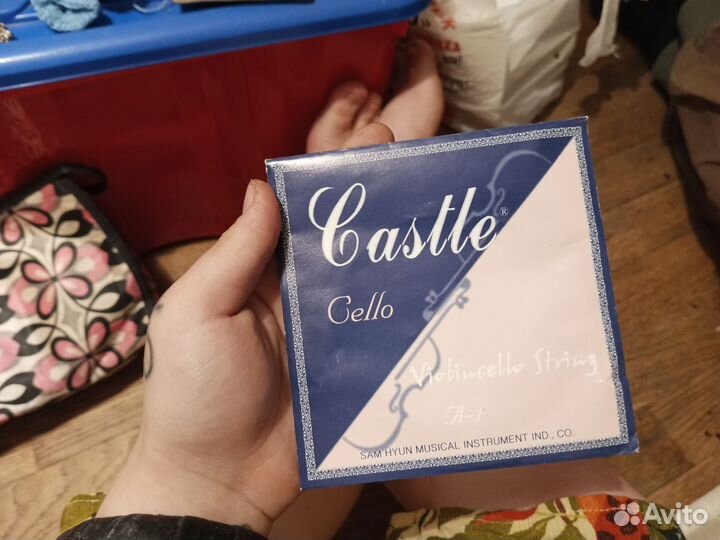 Castle®
Cello
Violincello String
A-1
SAM HYUN MUSICAL INSTRUMENT IND., CO
Avito